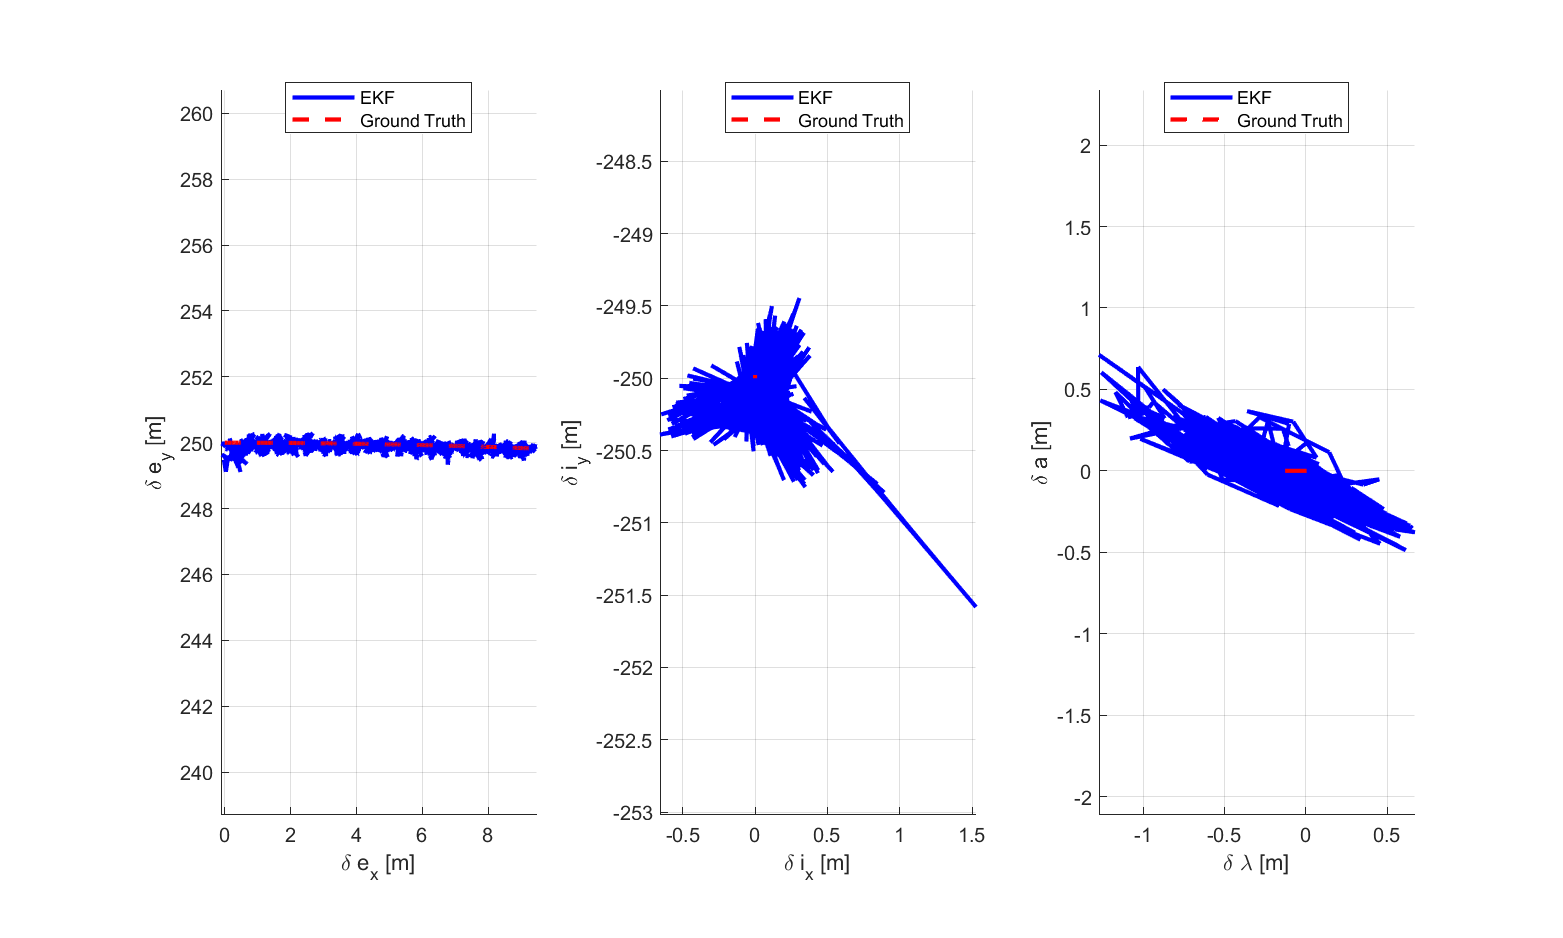 EKF
Ground Truth
260
258
256
254
252
250
248
246
244
242
240
0 2 4 6 8
δ e_y [m]
δ e_x [m]
EKF
Ground Truth
-248.5
-249
-249.5
-250
-250.5
-251
-251.5
-252
-252.5
-253
-0.5 0 0.5 1 1.5
δ i_y [m]
δ i_x [m]
EKF
Ground Truth
2
1.5
1
0.5
0
-0.5
-1
-1.5
-2
-1 -0.5 0 0.5
δ a [m]
δ λ [m]